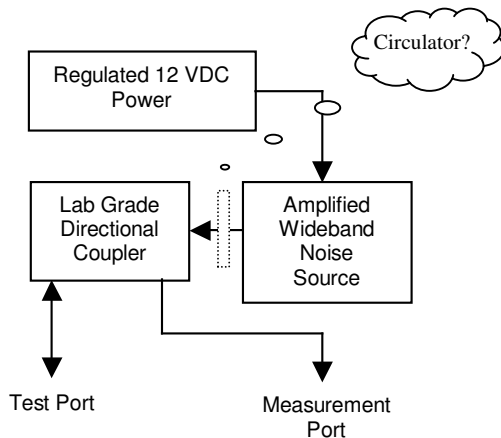 Circulator?
Regulated 12 VDC
Power
Lab Grade
Directional
Coupler
Amplified
Wideband
Noise
Source
Test Port
Measurement
Port